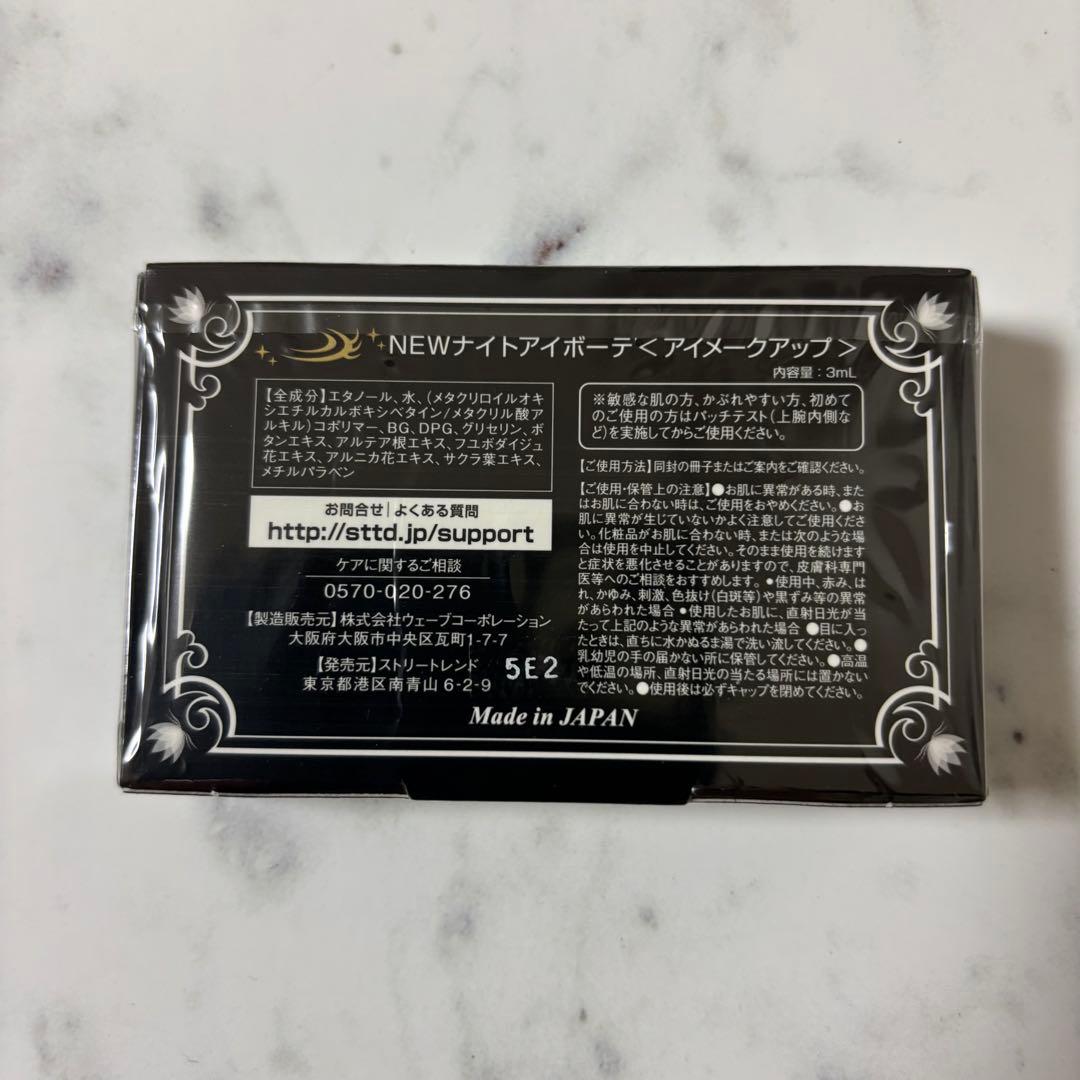 NEWナイトアイボーテ＜アイメークアップ＞
内容量：3mL
【全成分】エタノール、水、（メタクリロイルオキ
シエチルカルボキシベタイン/メタクリル酸ア
ルキル）コポリマー、BG、DPG、グリセリン、ボ
タンエキス、アルテア根エキス、フユボダイジュ
花エキス、アルニカ花エキス、サクラ葉エキス、
メチルパラベン
お問合せ|よくある質問
http://sttd.jp/support
ケアに関するご相談
0570-020-276
【製造販売元】株式会社ウェーブコーポレーション
大阪府大阪市中央区瓦町1-7-7
【発売元】ストリートレンド
東京都港区南青山6-2-9
5E2
※敏感な肌の方、かぶれやすい方、初めて
のご使用の方はパッチテスト（上腕内側な
ど）を実施してからご使用ください。
【ご使用方法】同封の冊子またはご案内をご確認ください。
【ご使用・保管上の注意】●お肌に異常がある時、また
はお肌に合わない時は、ご使用をおやめください。●お
肌に異常が生じていないかよく注意してご使用くださ
い。化粧品がお肌に合わない時、または次のような場
合は使用を中止してください。そのまま使用を続けます
と症状を悪化させることがありますので、皮膚科専門
医等へのご相談をおすすめします。•使用中、赤み、は
れ、かゆみ、刺激、色抜け（白斑等）や黒ずみ等の異常
があらわれた場合 •使用したお肌に、直射日光が当
たって上記のような異常があらわれた場合 ●目に入っ
たときは、直ちに水かぬるま湯で洗い流してください。●
乳幼児の手の届かない所に保管してください。●高温
や低温の場所、直射日光の当たる場所には置かない
でください。●使用後は必ずキャップを閉めてください。
Made in JAPAN